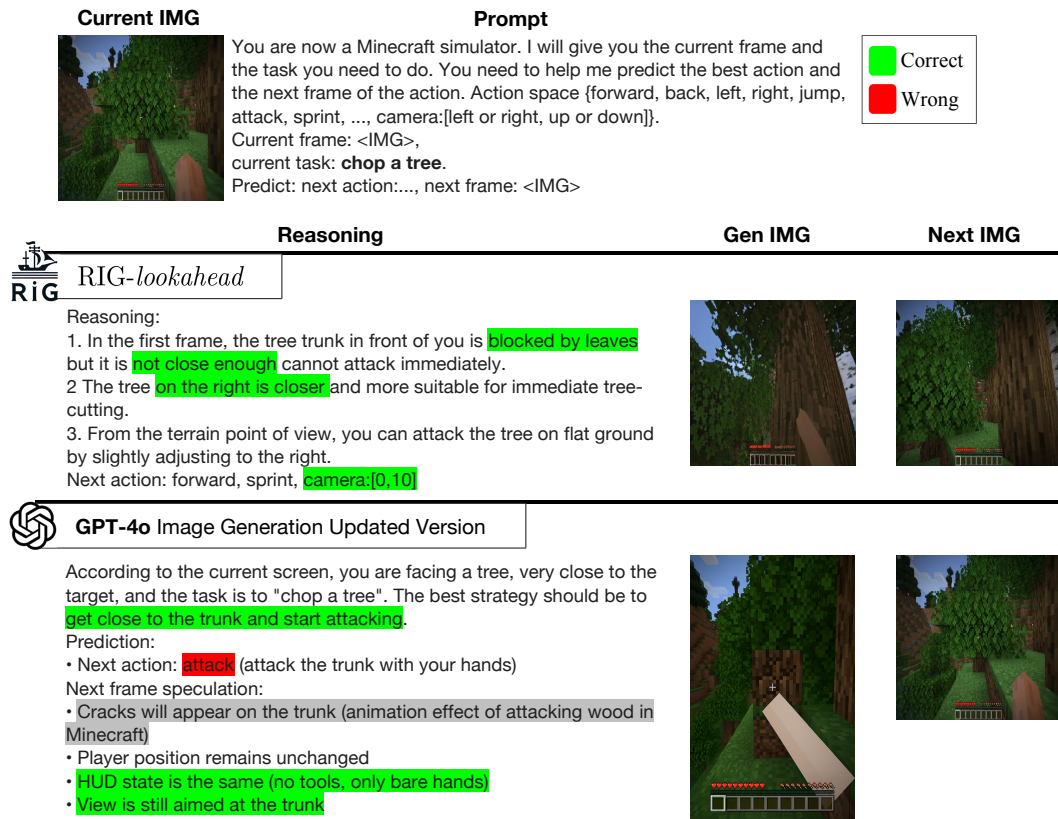 Current IMG
Prompt
You are now a Minecraft simulator. I will give you the current frame and
the task you need to do. You need to help me predict the best action and
the next frame of the action. Action space {forward, back, left, right, jump,
attack, sprint, ..., camera:[left or right, up or down]}.
Current frame: <IMG>,
current task: chop a tree.
Predict: next action:..., next frame: <IMG>
Correct
Wrong
Reasoning
Gen IMG
Next IMG
RiG
RIG-lookahead
Reasoning:
1. In the first frame, the tree trunk in front of you is blocked by leaves
but it is not close enough cannot attack immediately.
2 The tree on the right is closer and more suitable for immediate tree-
cutting.
3. From the terrain point of view, you can attack the tree on flat ground
by slightly adjusting to the right.
Next action: forward, sprint, camera:[0,10]
GPT-4o Image Generation Updated Version
According to the current screen, you are facing a tree, very close to the
target, and the task is to "chop a tree". The best strategy should be to
get close to the trunk and start attacking.
Prediction:
• Next action: attack (attack the trunk with your hands)
Next frame speculation:
• Cracks will appear on the trunk (animation effect of attacking wood in
Minecraft)
• Player position remains unchanged
• HUD state is the same (no tools, only bare hands)
• View is still aimed at the trunk